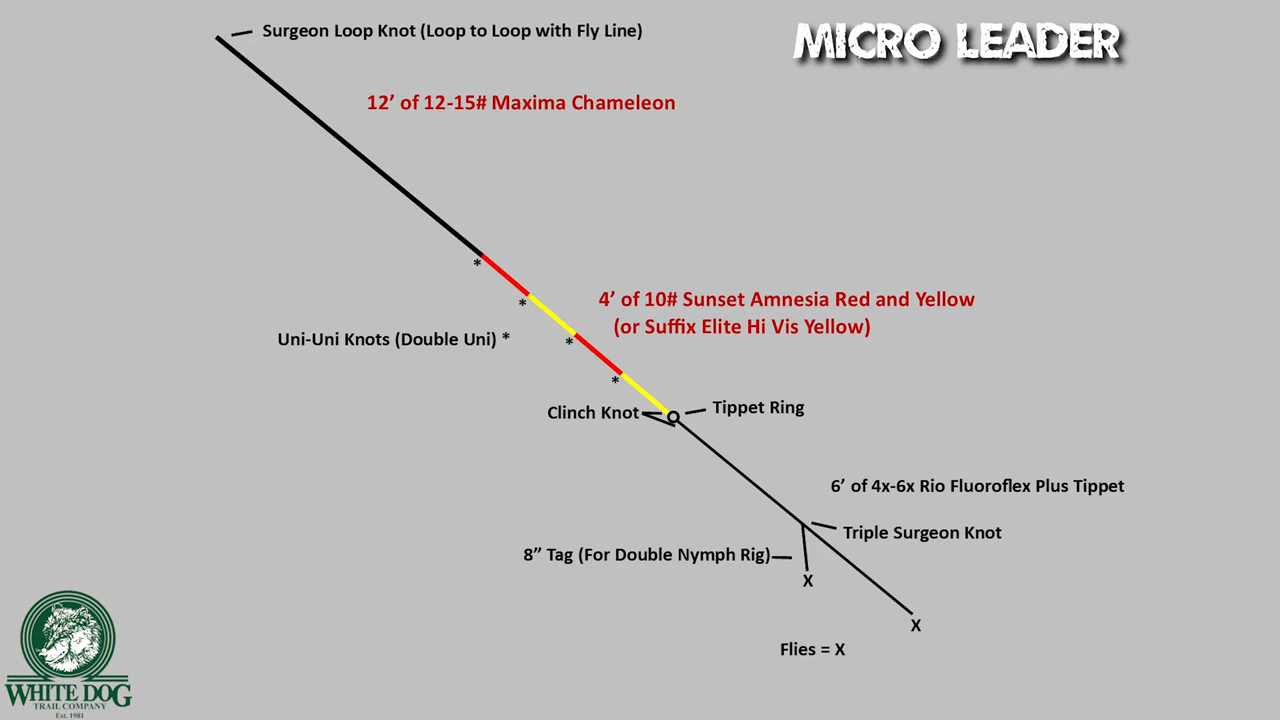 MICRO LEADER
Surgeon Loop Knot (Loop to Loop with Fly Line)
12’ of 12-15# Maxima Chameleon
*
*
4’ of 10# Sunset Amnesia Red and Yellow
(or Suffix Elite Hi Vis Yellow)
Uni-Uni Knots (Double Uni) *
*
*
Clinch Knot
Tippet Ring
6’ of 4x-6x Rio Fluoroflex Plus Tippet
Triple Surgeon Knot
8” Tag (For Double Nymph Rig)
X
X
Flies = X
WHITE DOG
TRAIL COMPANY
Est. 1981